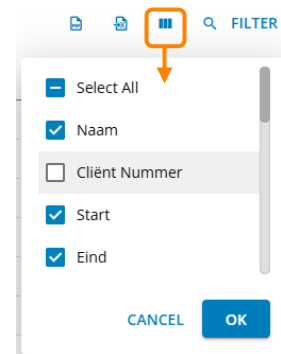 FILTER
Select All
Naam
Cliënt Nummer
Start
Eind
CANCEL OK